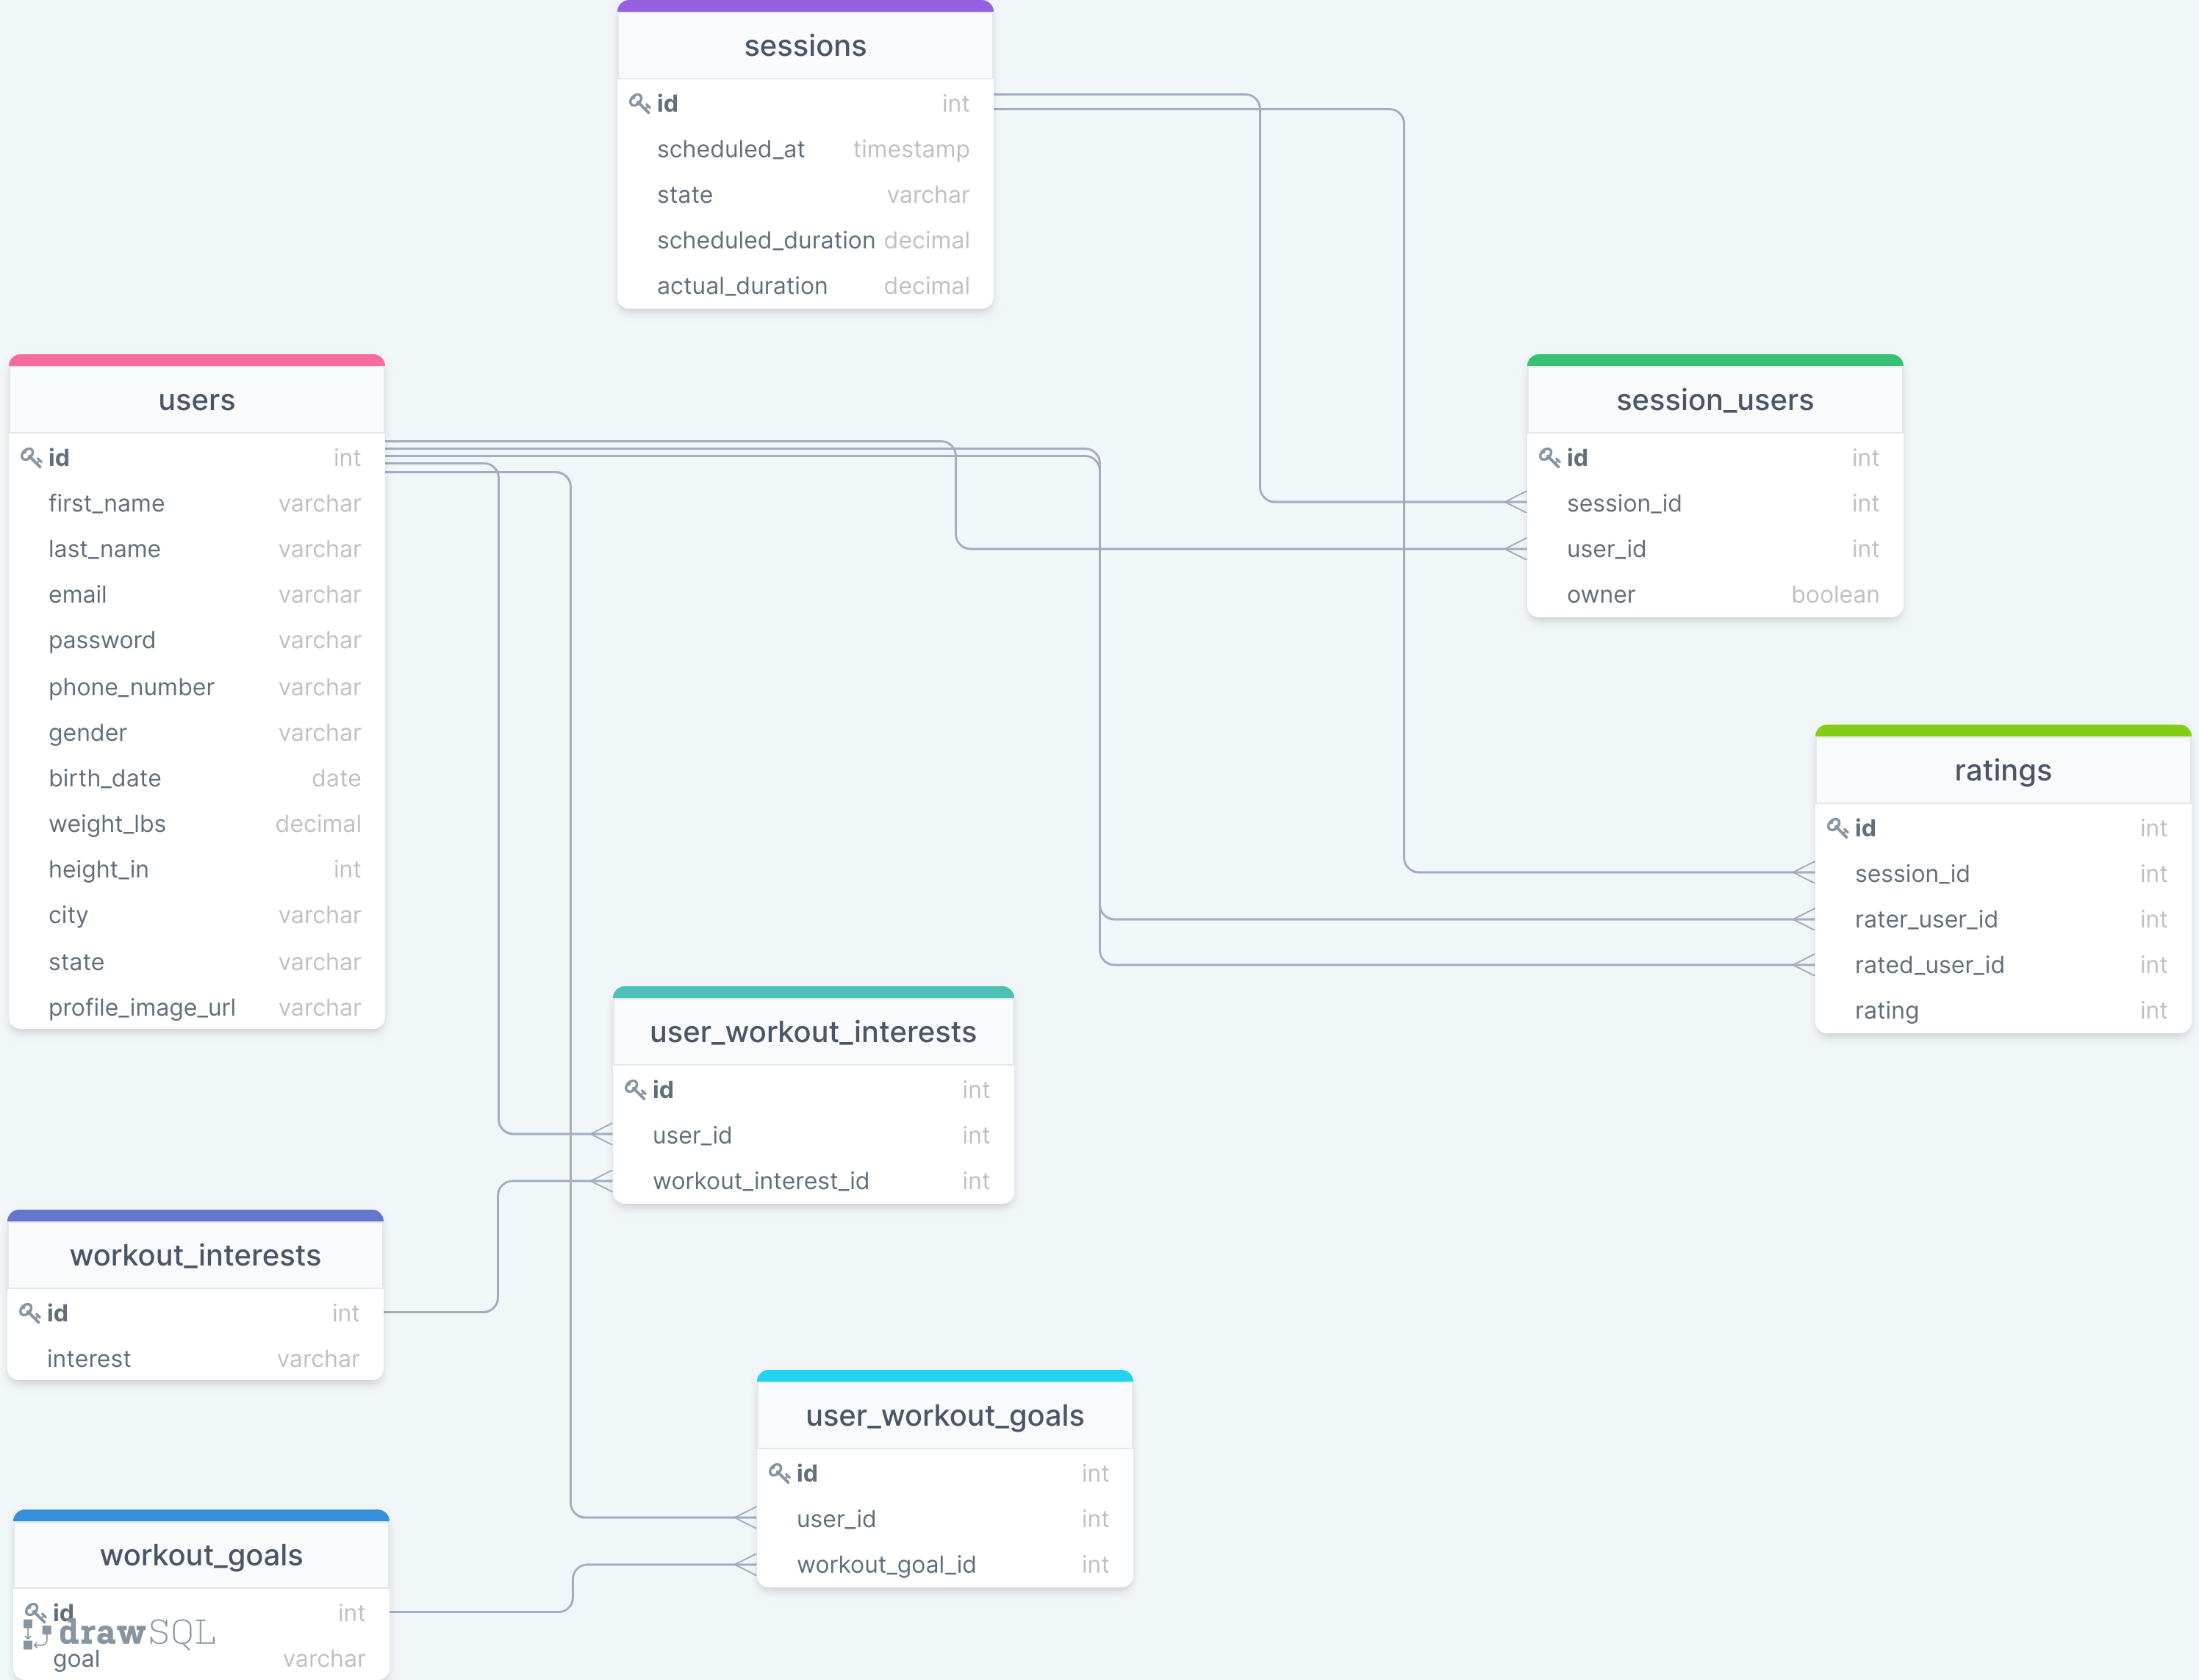 sessions
id int
scheduled_at timestamp
state varchar
scheduled_duration decimal
actual_duration decimal
users
id int
first_name varchar
last_name varchar
email varchar
password varchar
phone_number varchar
gender varchar
birth_date date
weight_lbs decimal
height_in int
city varchar
state varchar
profile_image_url varchar
session_users
id int
session_id int
user_id int
owner boolean
ratings
id int
session_id int
rater_user_id int
rated_user_id int
rating int
user_workout_interests
id int
user_id int
workout_interest_id int
workout_interests
id int
interest varchar
user_workout_goals
id int
user_id int
workout_goal_id int
workout_goals
id int
drawSQL
goal varchar